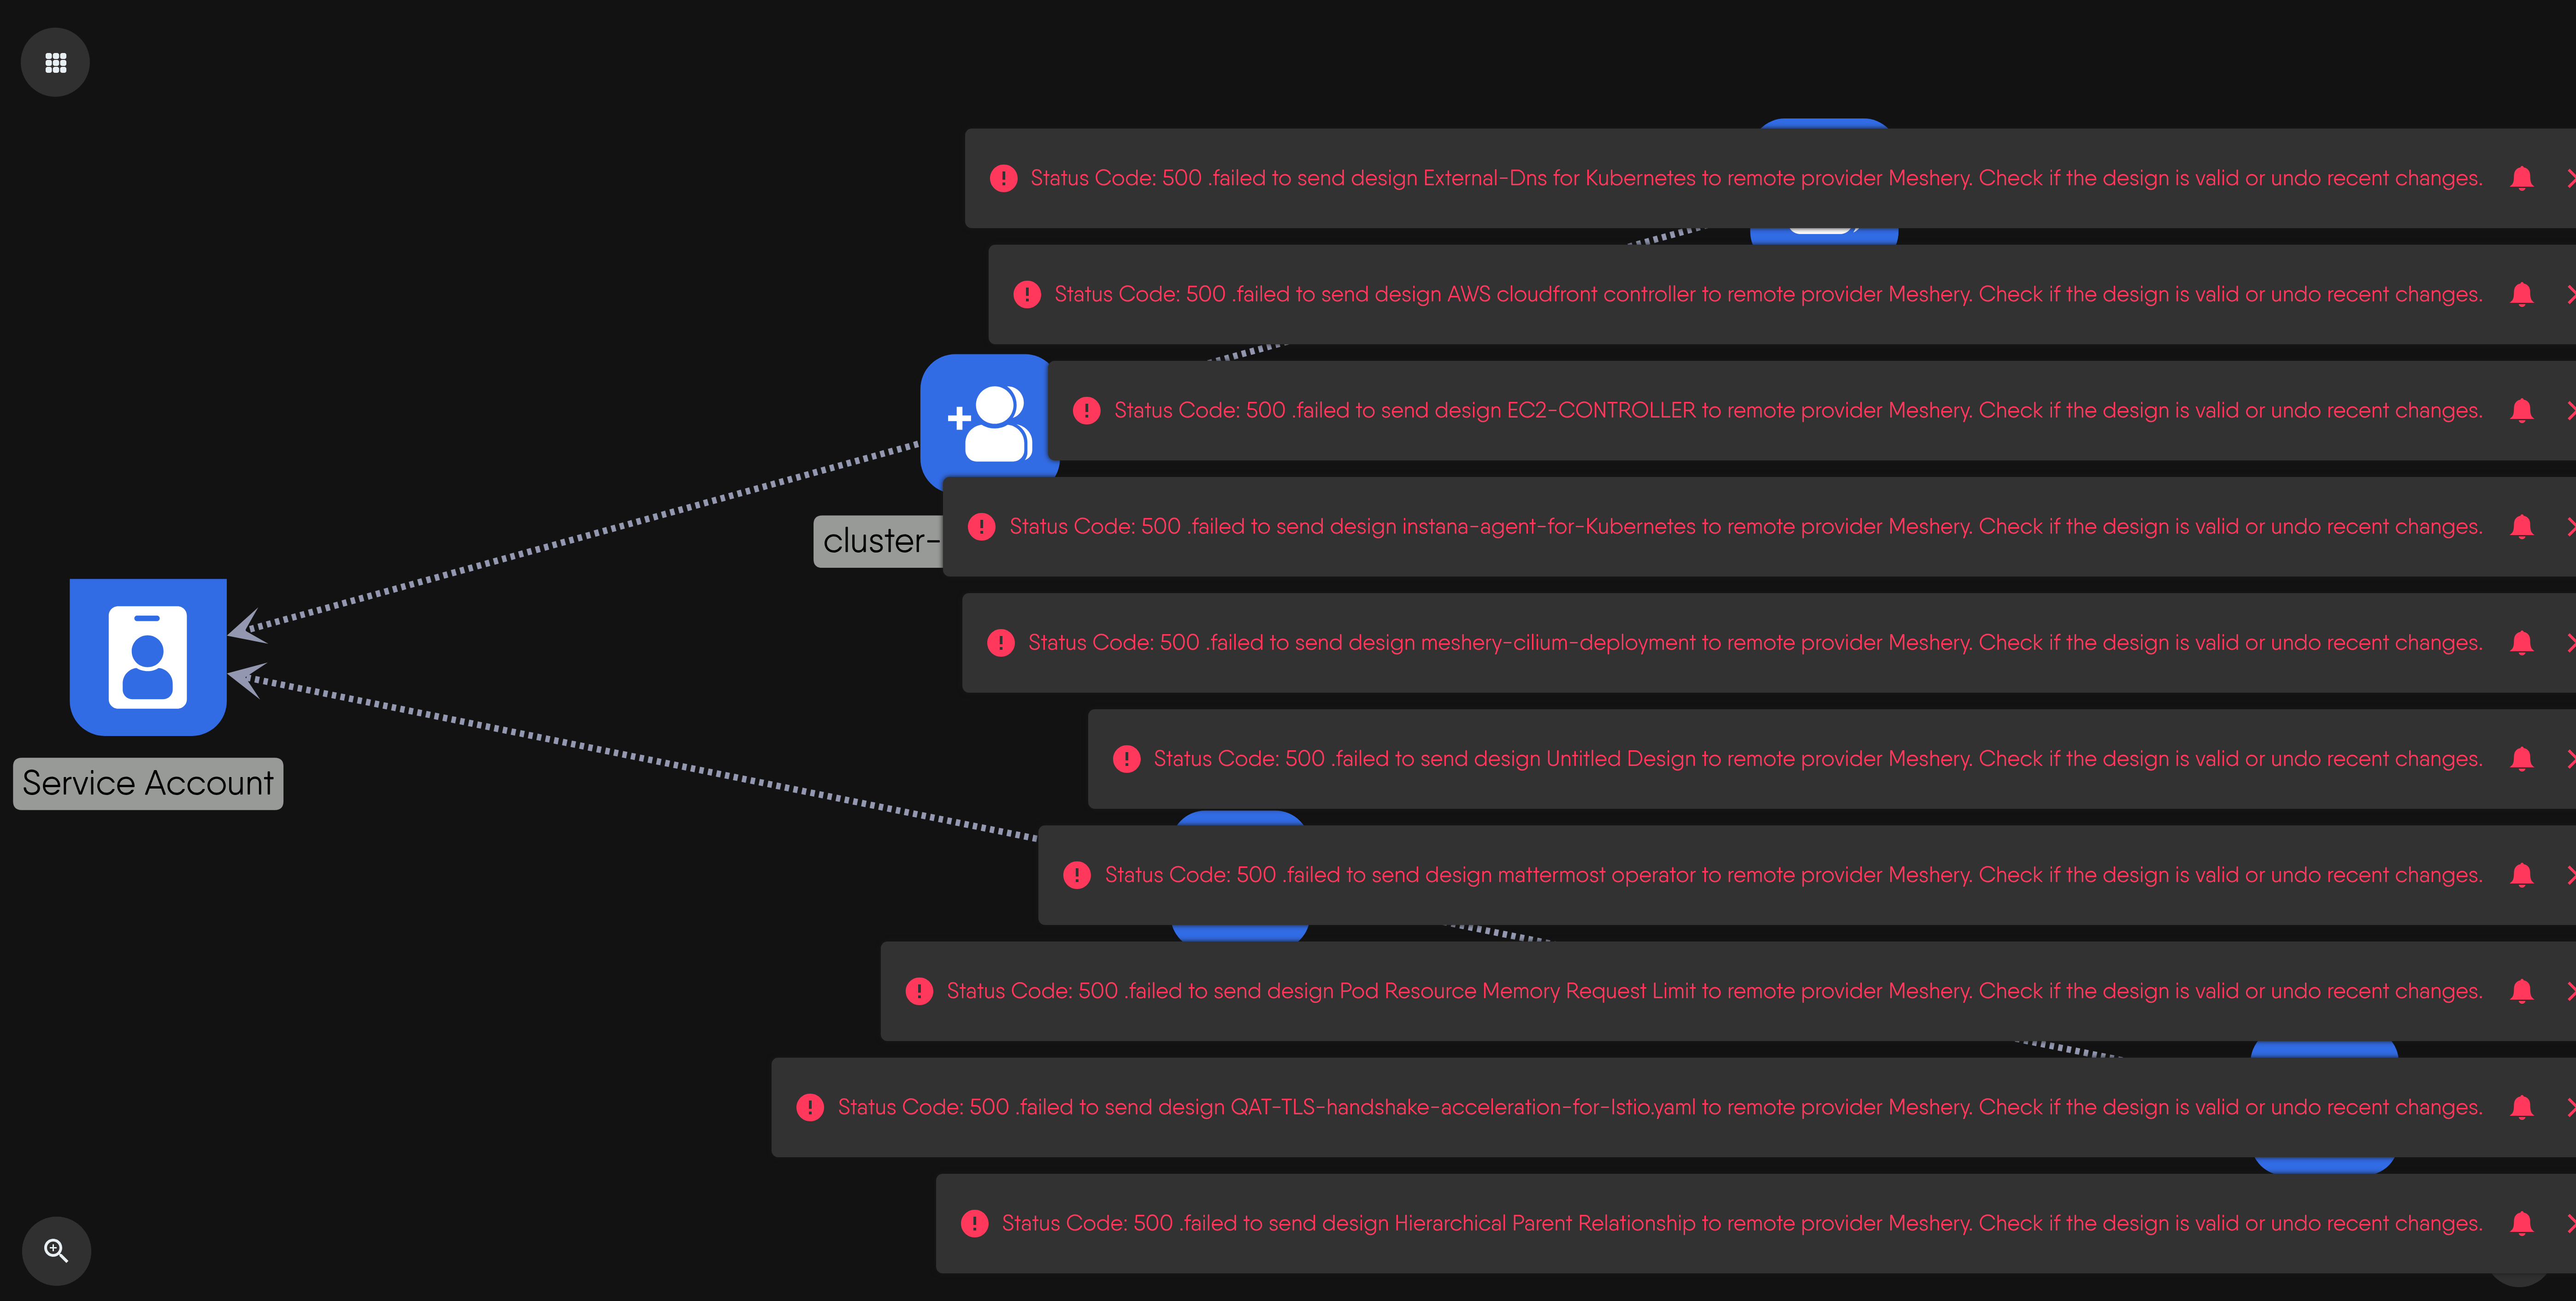 Status Code: 500 .failed to send design External-Dns for Kubernetes to remote provider Meshery. Check if the design is valid or undo recent changes.
Status Code: 500 .failed to send design AWS cloudfront controller to remote provider Meshery. Check if the design is valid or undo recent changes.
Status Code: 500 .failed to send design EC2-CONTROLLER to remote provider Meshery. Check if the design is valid or undo recent changes.
Status Code: 500 .failed to send design instana-agent-for-Kubernetes to remote provider Meshery. Check if the design is valid or undo recent changes.
cluster-
Status Code: 500 .failed to send design meshery-cilium-deployment to remote provider Meshery. Check if the design is valid or undo recent changes.
Status Code: 500 .failed to send design Untitled Design to remote provider Meshery. Check if the design is valid or undo recent changes.
Service Account
Status Code: 500 .failed to send design mattermost operator to remote provider Meshery. Check if the design is valid or undo recent changes.
Status Code: 500 .failed to send design Pod Resource Memory Request Limit to remote provider Meshery. Check if the design is valid or undo recent changes.
Status Code: 500 .failed to send design QAT-TLS-handshake-acceleration-for-Istio.yaml to remote provider Meshery. Check if the design is valid or undo recent changes.
Status Code: 500 .failed to send design Hierarchical Parent Relationship to remote provider Meshery. Check if the design is valid or undo recent changes.